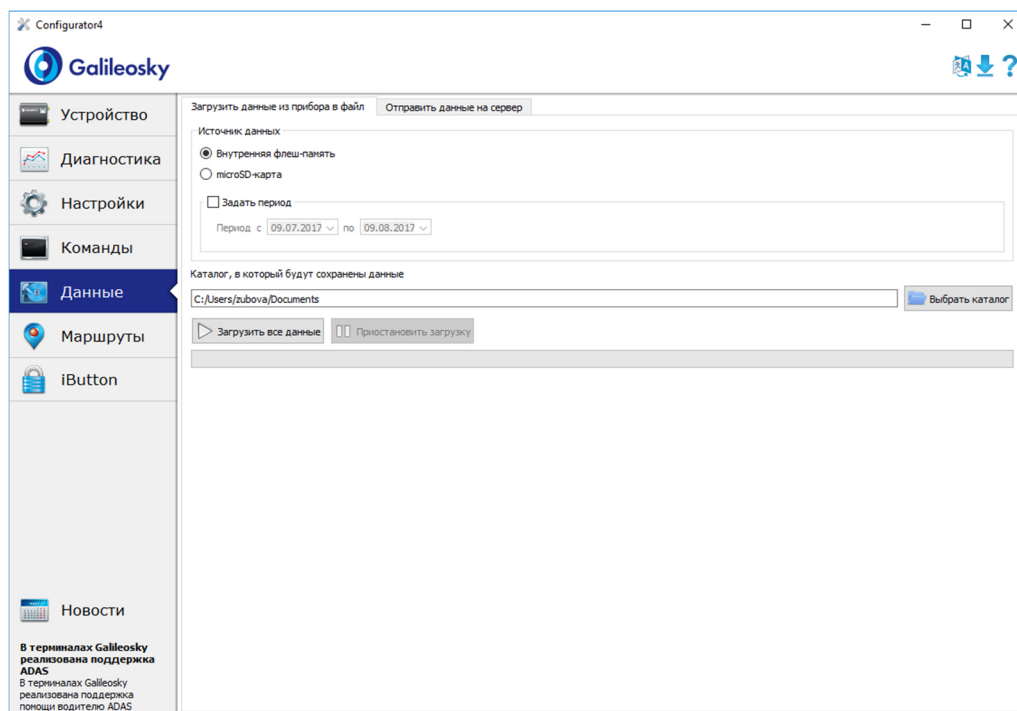 Configurator4
Galileosky
Устройство
Диагностика
Настройки
Команды
Данные
Маршруты
iButton
Новости
В терминалах Galileosky
реализована поддержка
ADAS
В терминалах Galileosky
реализована поддержка
помощи водителю ADAS
Загрузить данные из прибора в файл
Отправить данные на сервер
Источник данных
Внутренняя флеш-память
microSD-карта
Задать период
Период с 09.07.2017 по 09.08.2017
Каталог, в который будут сохранены данные
C:/Users/zubova/Documents
Выбрать каталог
Загрузить все данные
Приостановить загрузку